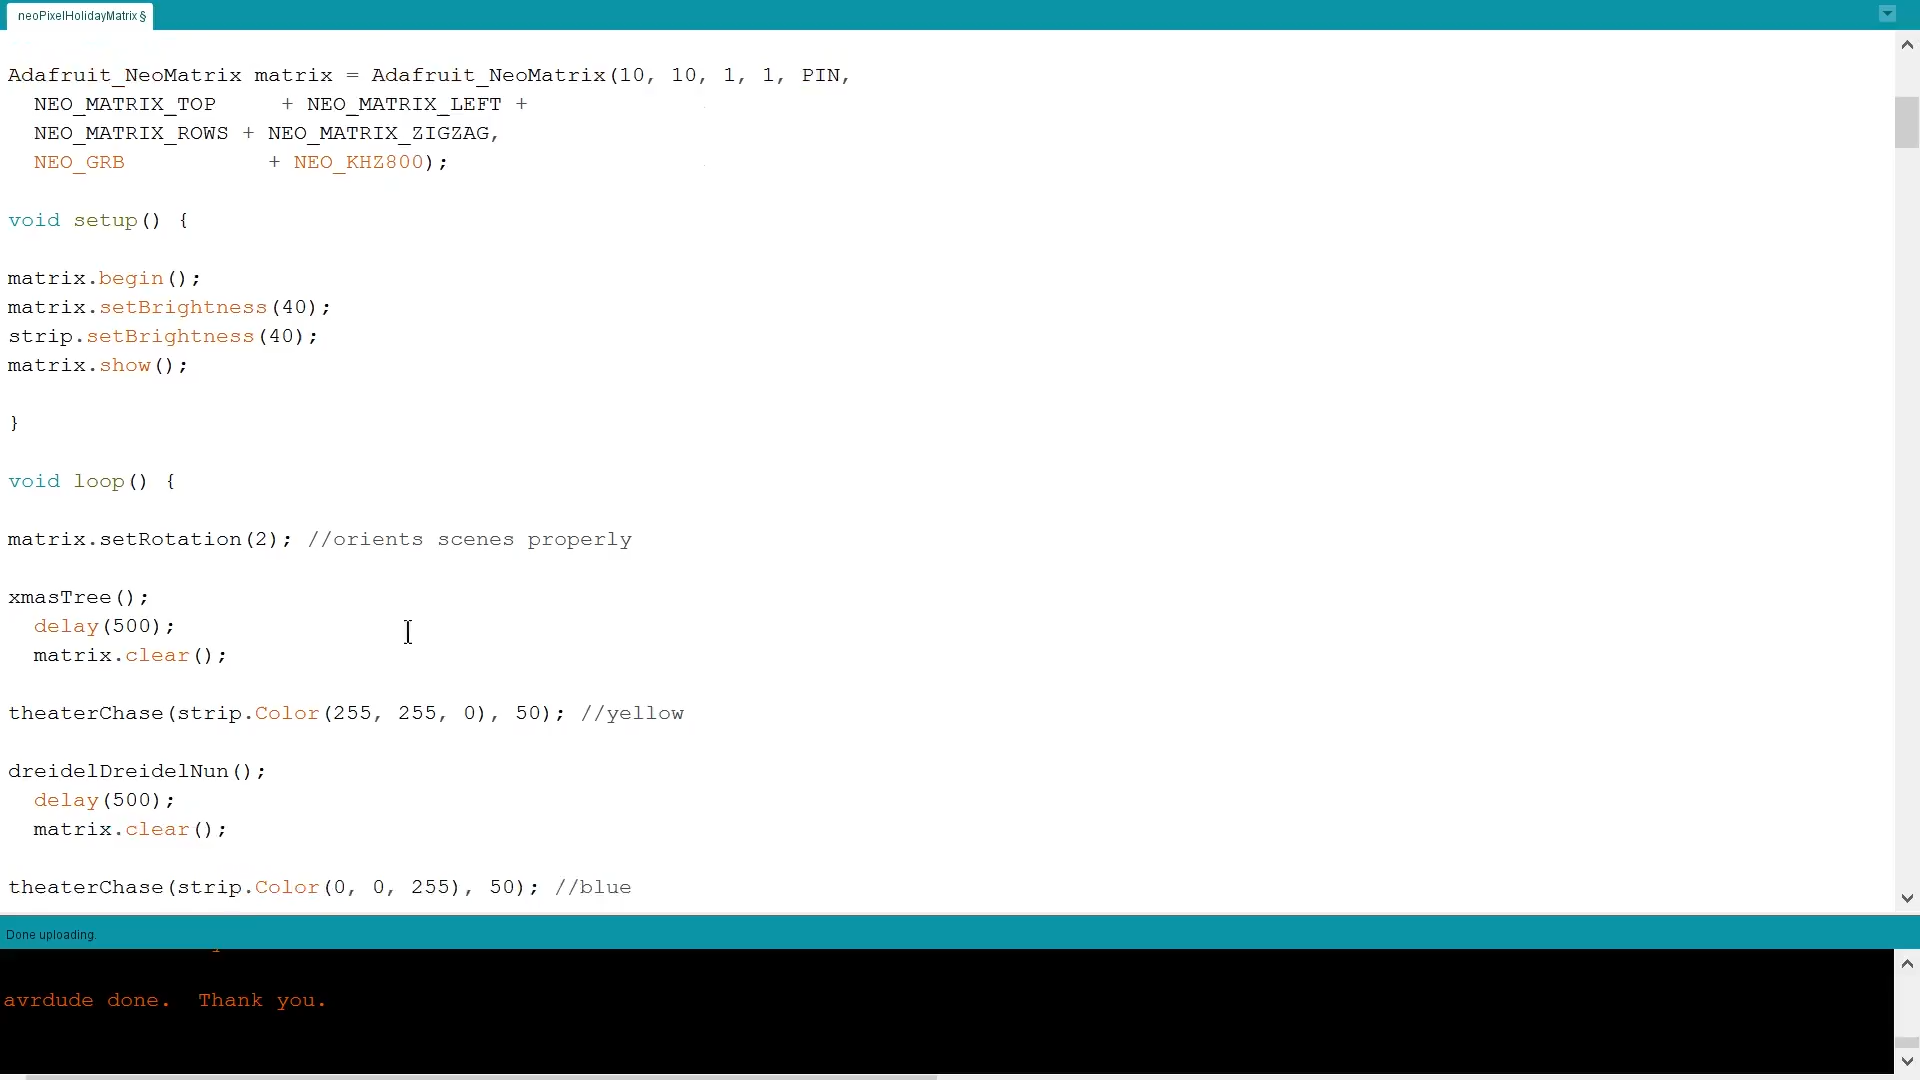 neoPixelHolidayMatrix §
Adafruit_NeoMatrix matrix = Adafruit_NeoMatrix(10, 10, 1, 1, PIN,
  NEO_MATRIX_TOP     + NEO_MATRIX_LEFT +
  NEO_MATRIX_ROWS + NEO_MATRIX_ZIGZAG,
  NEO_GRB           + NEO_KHZ800);
void setup() {
matrix.begin();
matrix.setBrightness(40);
strip.setBrightness(40);
matrix.show();
}
void loop() {
matrix.setRotation(2); //orients scenes properly
xmasTree();
  delay(500);
  matrix.clear();
theaterChase(strip.Color(255, 255, 0), 50); //yellow
dreidelDreidelNun();
  delay(500);
  matrix.clear();
theaterChase(strip.Color(0, 0, 255), 50); //blue
Done uploading.
avrdude done.  Thank you.